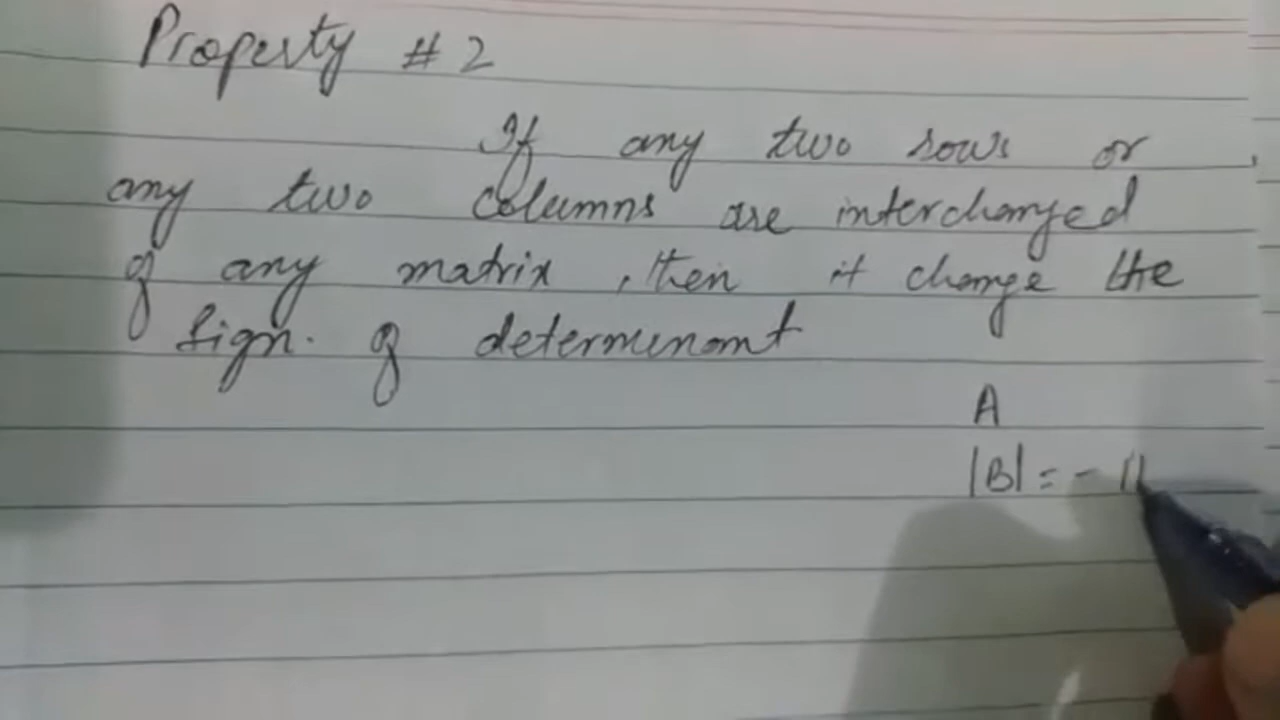 Property # 2
If any two rows or
any two columns are interchanged
of any matrix, then it change the
sign. of determinant
A
|B| = -